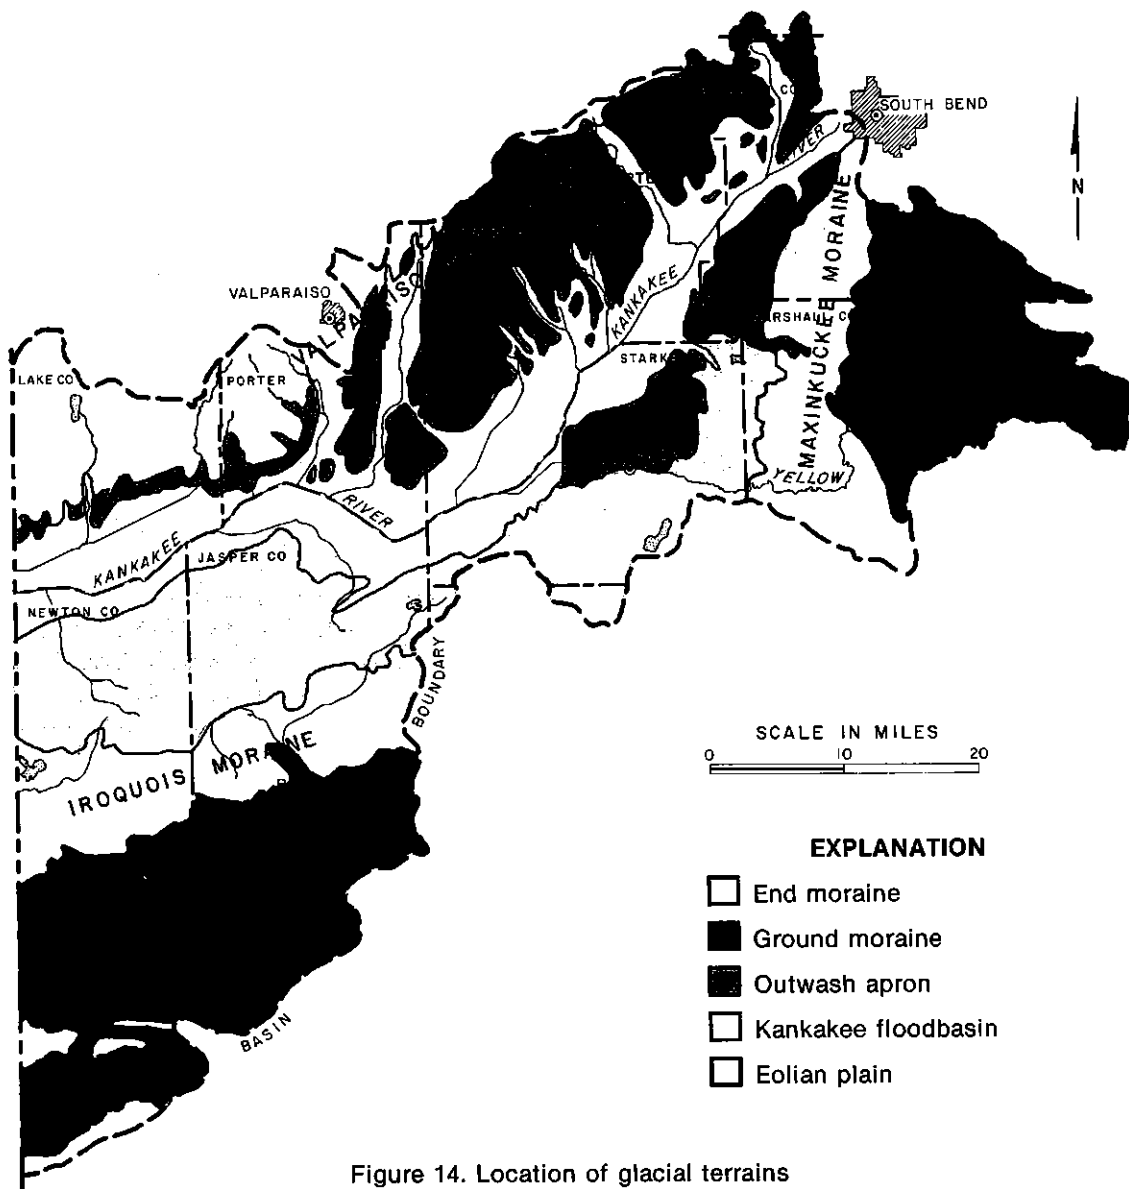 CO
SOUTH BEND
RIVER
N
MAXINKUCKEE MORAINE
KANKAKEE
VALPARAISO
VALPARAISO
STARKE
LAKE CO
PORTER
YELLOW
RIVER
KANKAKEE
JASPER CO
NEWTON CO
BOUNDARY
SCALE IN MILES
0 10 20
IROQUOIS MORAINE
EXPLANATION
End moraine
Ground moraine
Outwash apron
Kankakee floodbasin
Eolian plain
BASIN
Figure 14. Location of glacial terrains